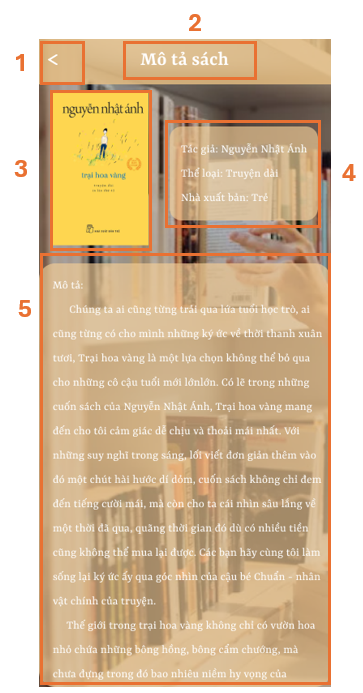 2
1
<
Mô tả sách
3
nguyễn nhật ánh
trại hoa vàng
Tác giả: Nguyễn Nhật Ánh
Thể loại: Truyện dài
Nhà xuất bản: Trẻ
4
5
Mô tả:
Chúng ta ai cũng từng trải qua lứa tuổi học trò, ai
cũng từng có cho mình những ký ức về thời thanh xuân
tươi, Trại hoa vàng là một lựa chọn không thể bỏ qua
cho những cô cậu tuổi mới lớnlớn. Có lẽ trong những
cuốn sách của Nguyễn Nhật Ánh, Trại hoa vàng mang
đến cho tôi cảm giác dễ chịu và thoải mái nhất. Với
những suy nghĩ trong sáng, lối viết đơn giản thêm vào
đó một chút hài hước dí dỏm, cuốn sách không chỉ đem
đến tiếng cười mái, mà còn cho ta cái nhìn sâu lắng về
một thời đã qua, quãng thời gian đó dù có nhiều tiền
cũng không thể mua lại được. Các bạn hãy cùng tôi làm
sống lại ký ức ấy qua góc nhìn của cậu bé Chuẩn - nhân
vật chính của truyện.
Thế giới trong trại hoa vàng không chỉ có vườn hoa
nhỏ chứa những bông hồng, bông cẩm chướng, mà
chưa đựng trong đó bao nhiêu niềm hy vọng của